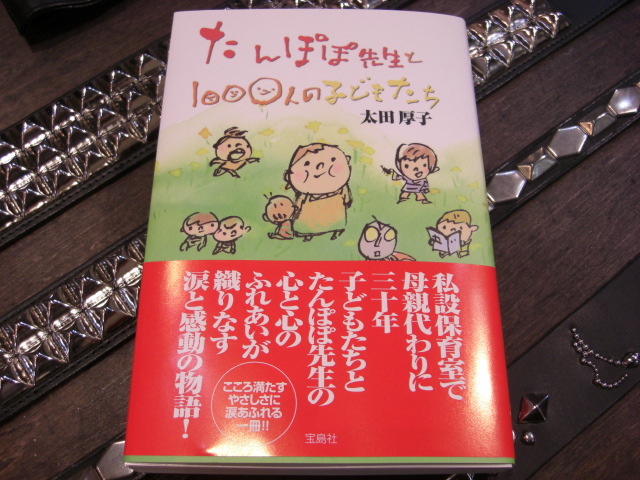 たんぽぽ先生と
1000人の子どもたち
太田 厚子
私設保育室で
母親代わりに
三十年
子どもたちと
たんぽぽ先生の
心と心の
ふれあいが
織りなす
涙と感動の物語！
こころ満たす
やさしさに
涙あふれる
一冊!!
宝島社